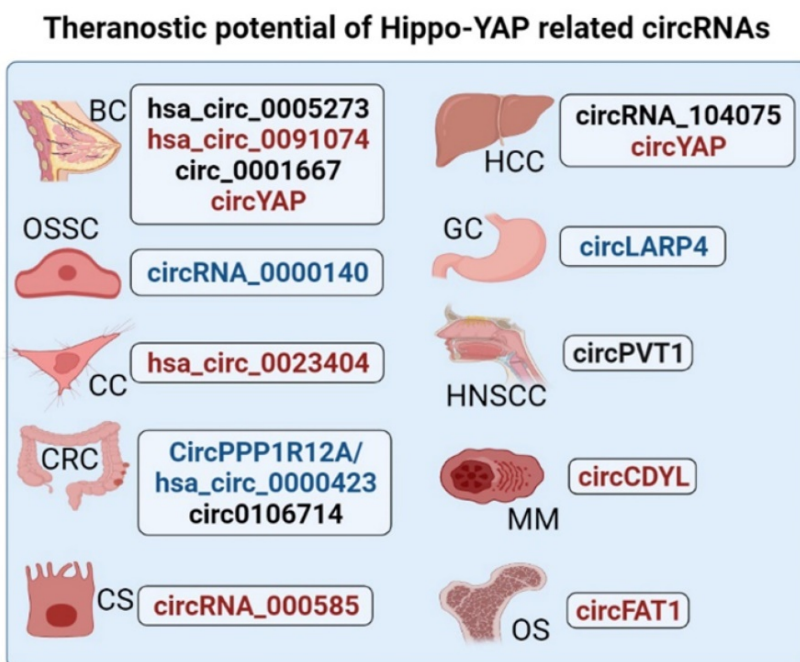 Theranostic potential of Hippo-YAP related circRNAs
BC
hsa_circ_0005273
hsa_circ_0091074
circ_0001667
circYAP
OSSC
circRNA_0000140
CC
hsa_circ_0023404
CRC
CircPPP1R12A/
hsa_circ_0000423
circ0106714
CS
circRNA_000585
HCC
circRNA_104075
circYAP
GC
circLARP4
HNSCC
circPVT1
MM
circCDYL
OS
circFAT1